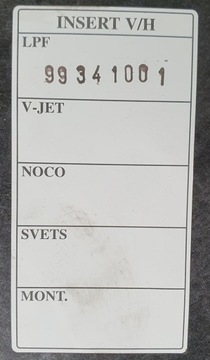 INSERT V/H
LPF
99341001
V-JET
NOCO
SVETS
MONT.